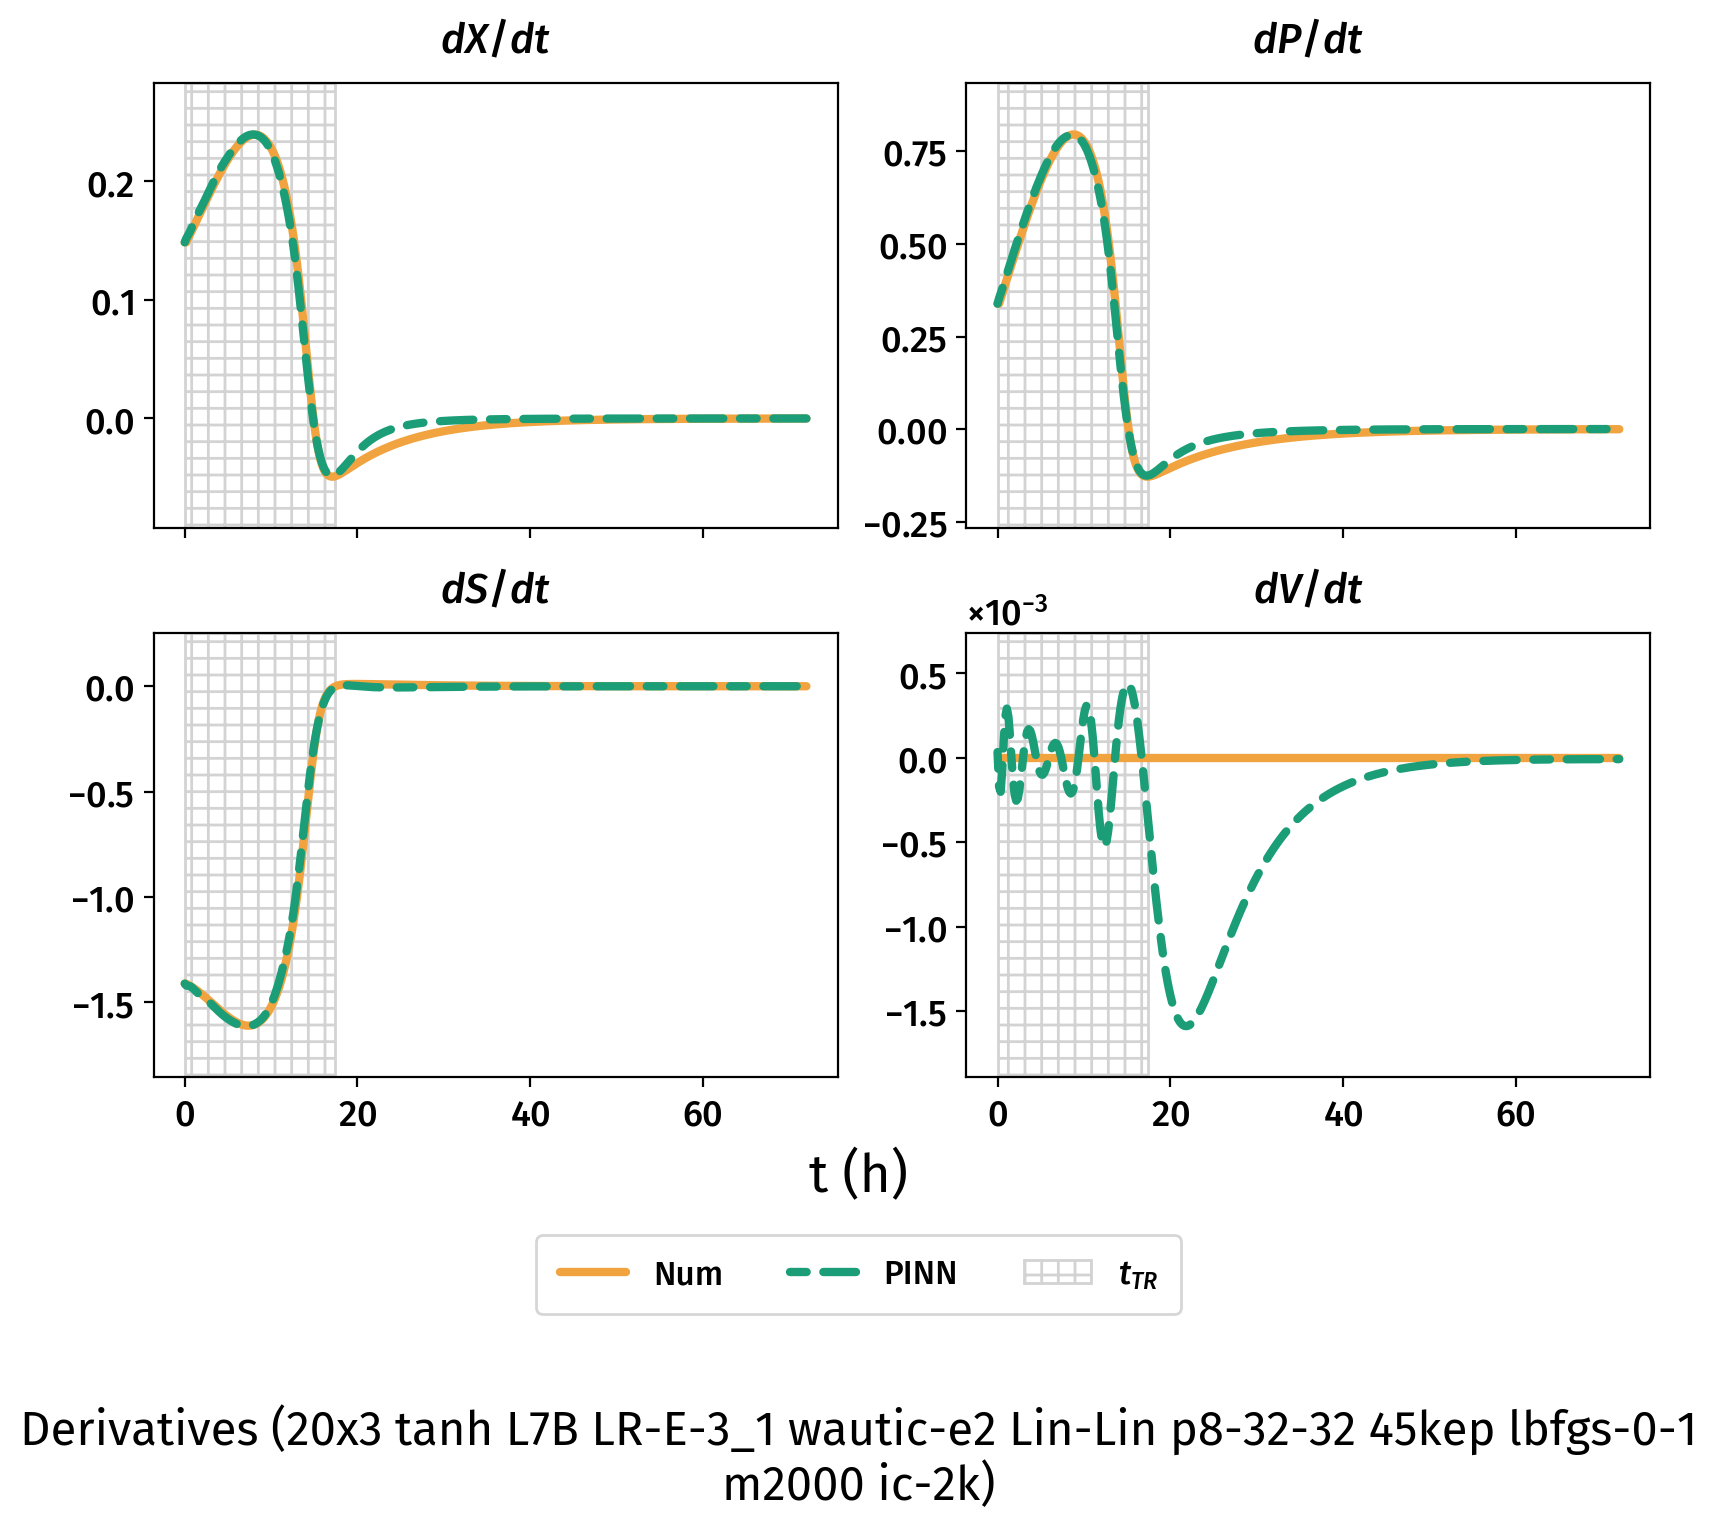 dX/dt
dP/dt
0.2
0.1
0.0
0.75
0.50
0.25
0.00
−0.25
dS/dt
dV/dt
×10⁻³
0.0
−0.5
−1.0
−1.5
0.5
0.0
−0.5
−1.0
−1.5
0 20 40 60
0 20 40 60
t (h)
Num PINN t_TR
Derivatives (20x3 tanh L7B LR-E-3_1 wautic-e2 Lin-Lin p8-32-32 45kep lbfgs-0-1
m2000 ic-2k)